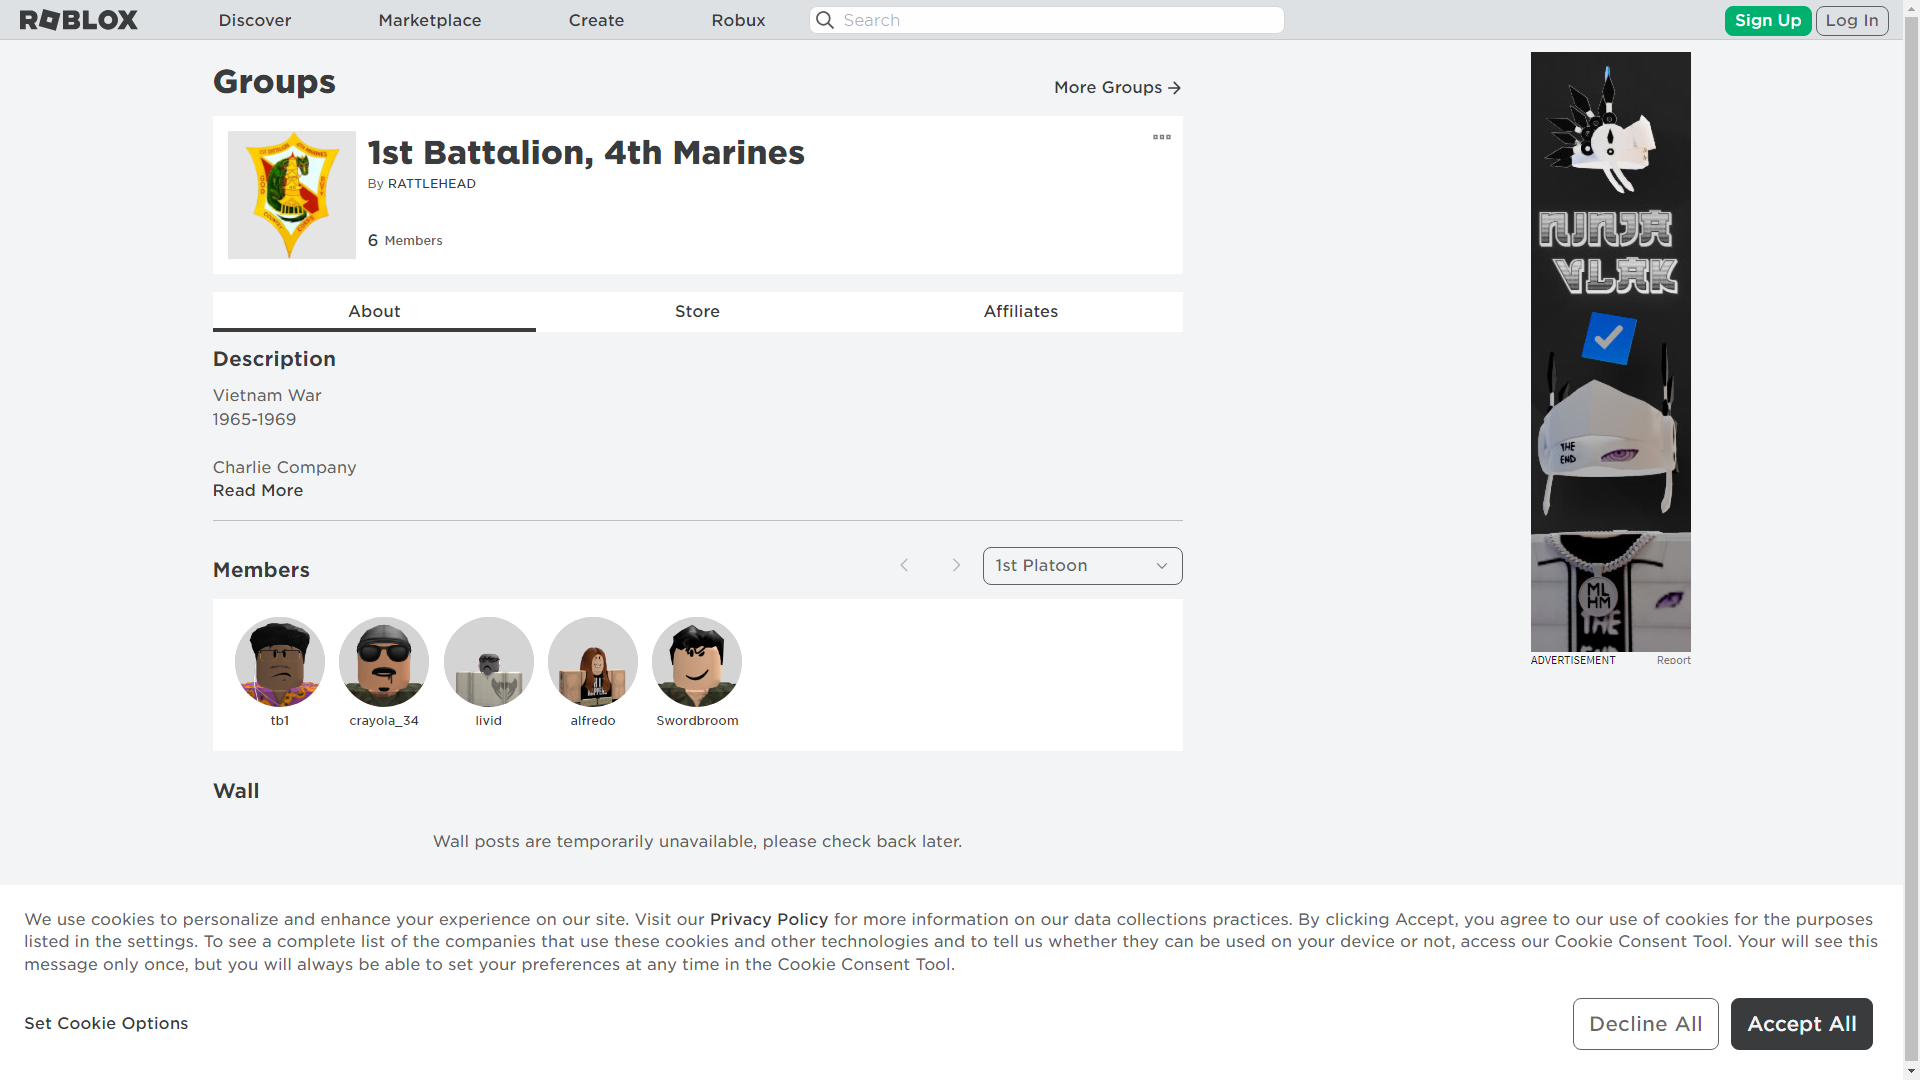 ROBLOX
Discover
Marketplace
Create
Robux
Search
Sign Up
Log In
Groups
More Groups
1st Battalion, 4th Marines
By RATTLEHEAD
6 Members
About
Store
Affiliates
Description
Vietnam War
1965-1969
Charlie Company
Read More
Members
1st Platoon
tb1
crayola_34
livid
alfredo
Swordbroom
Wall
Wall posts are temporarily unavailable, please check back later.
NINJA
VLAK
THE
END
ML
HM
THE
END
ADVERTISEMENT
Report
We use cookies to personalize and enhance your experience on our site. Visit our Privacy Policy for more information on our data collections practices. By clicking Accept, you agree to our use of cookies for the purposes
listed in the settings. To see a complete list of the companies that use these cookies and other technologies and to tell us whether they can be used on your device or not, access our Cookie Consent Tool. Your will see this
message only once, but you will always be able to set your preferences at any time in the Cookie Consent Tool.
Set Cookie Options
Decline All
Accept All